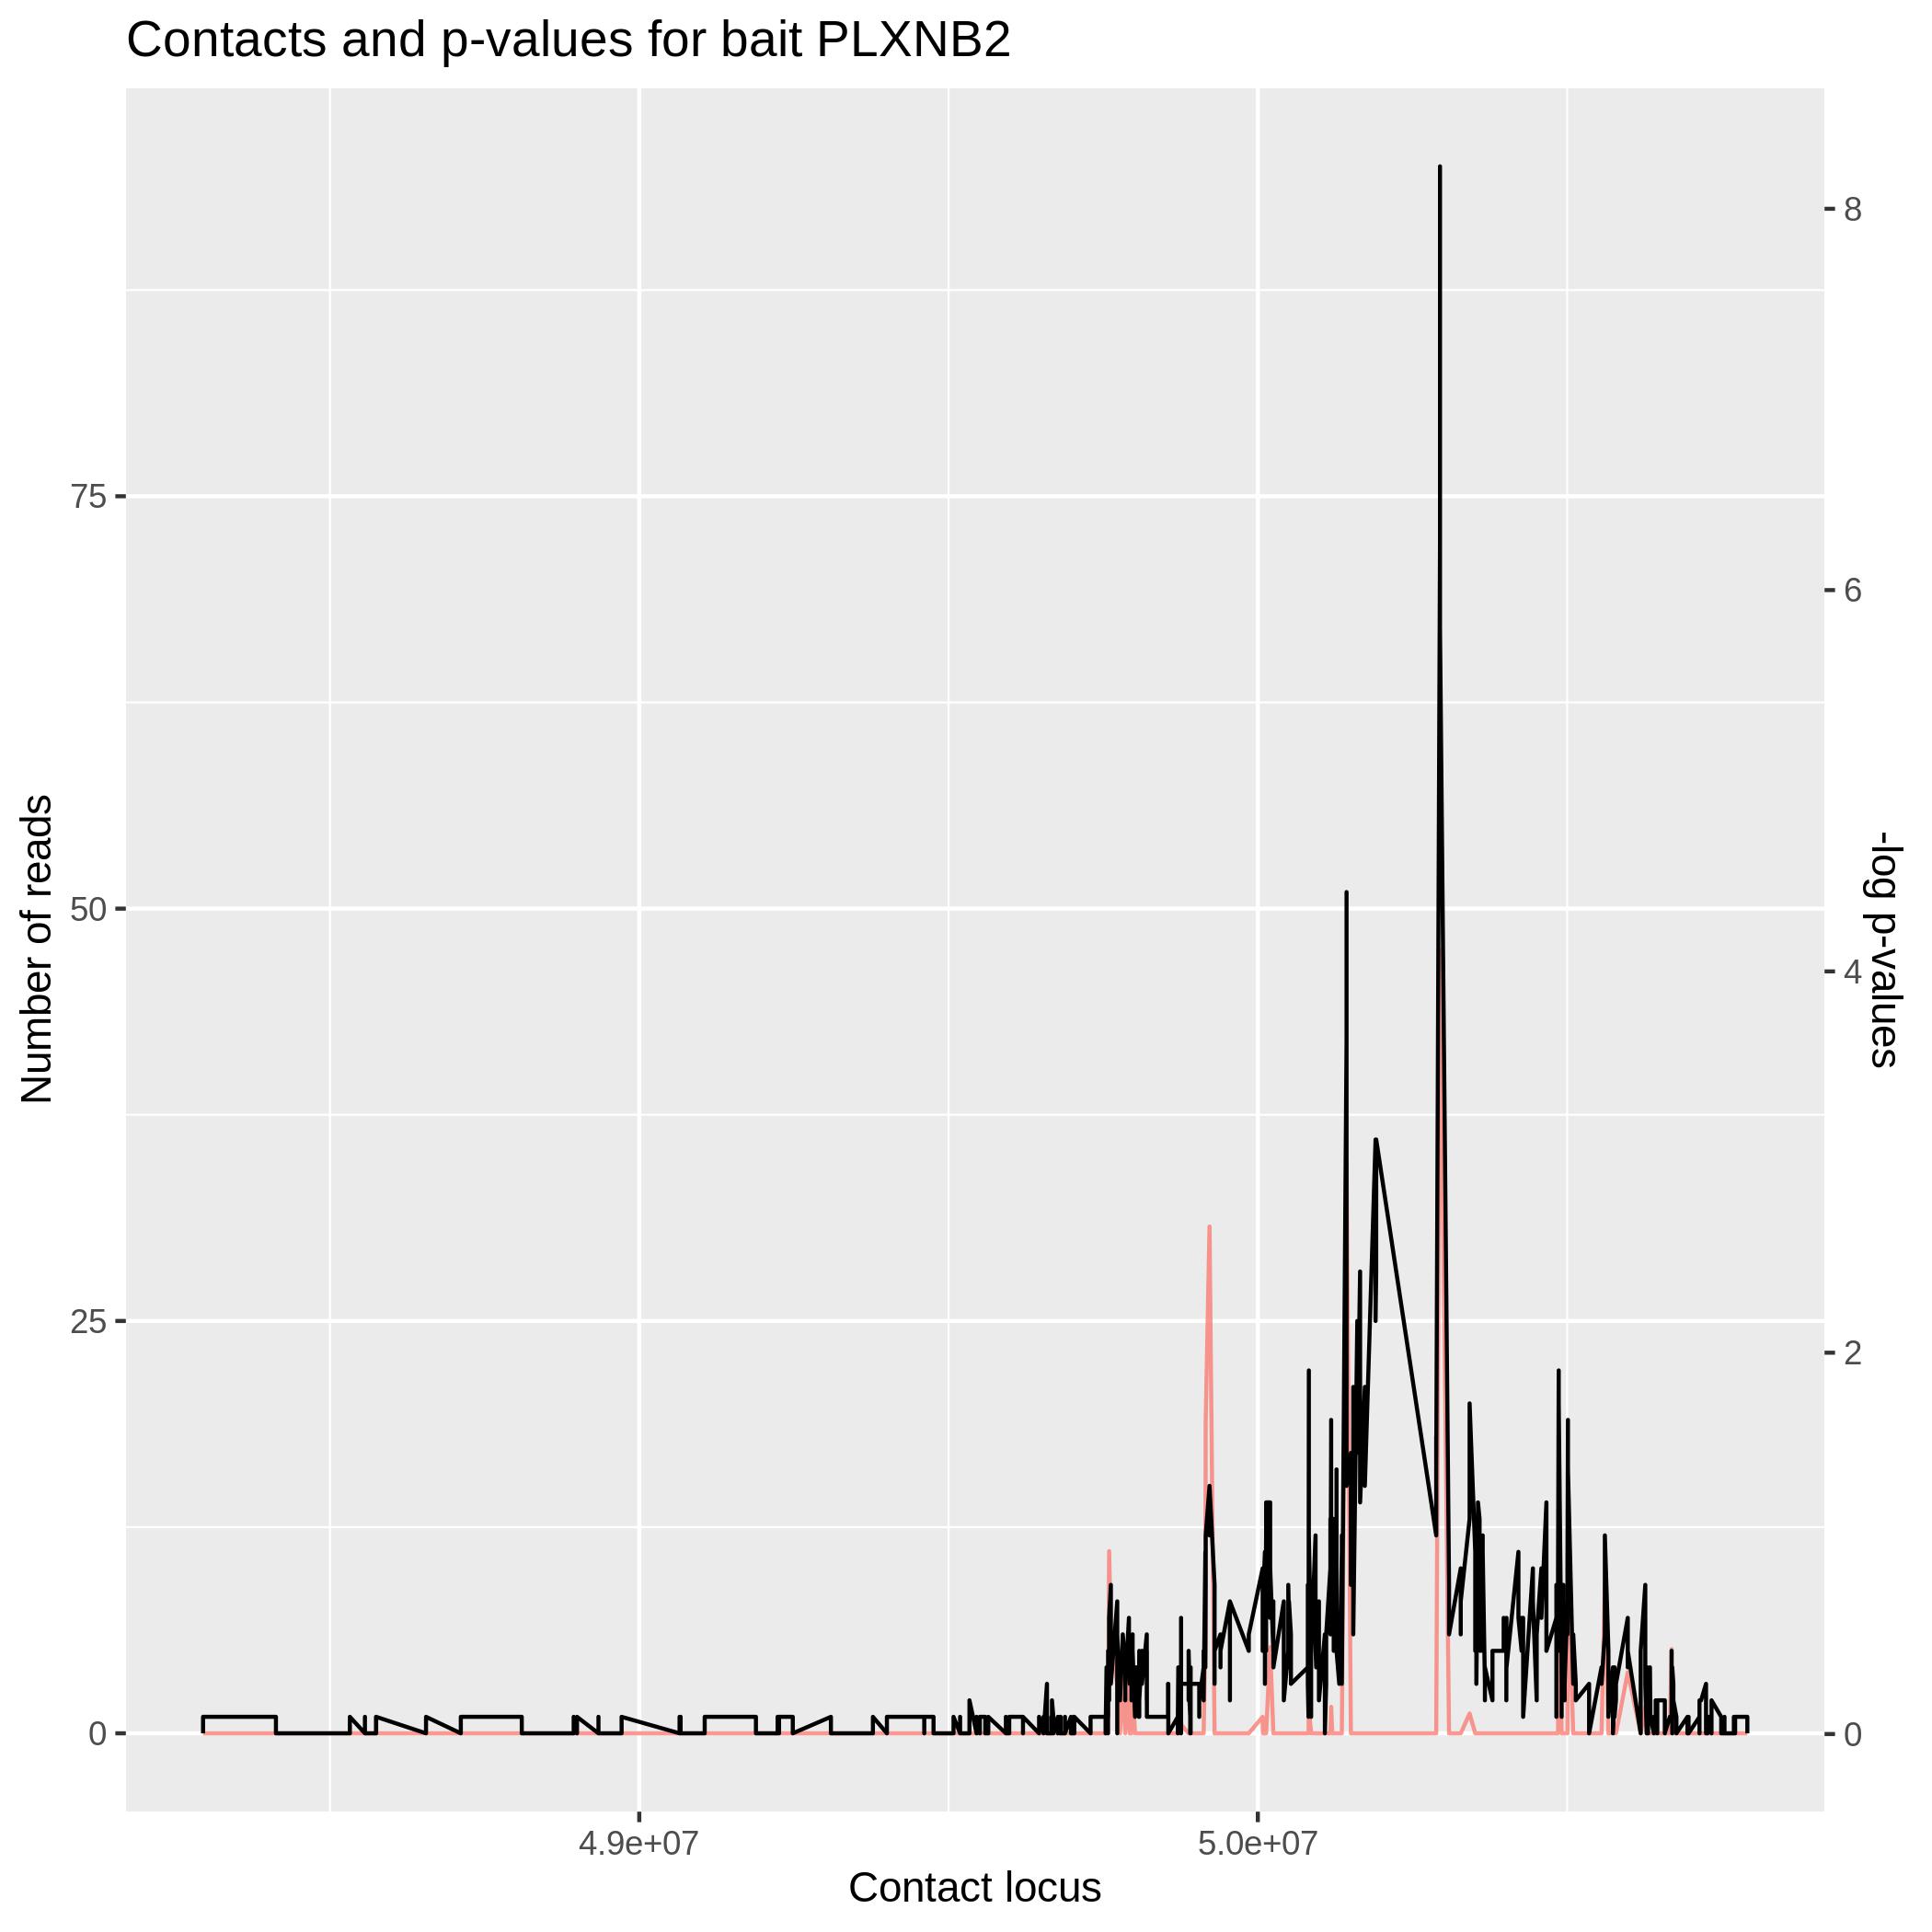 Contacts and p-values for bait PLXNB2
Number of reads
75
50
25
0
8
6
4
2
0
-log p-values
4.9e+07
5.0e+07
Contact locus